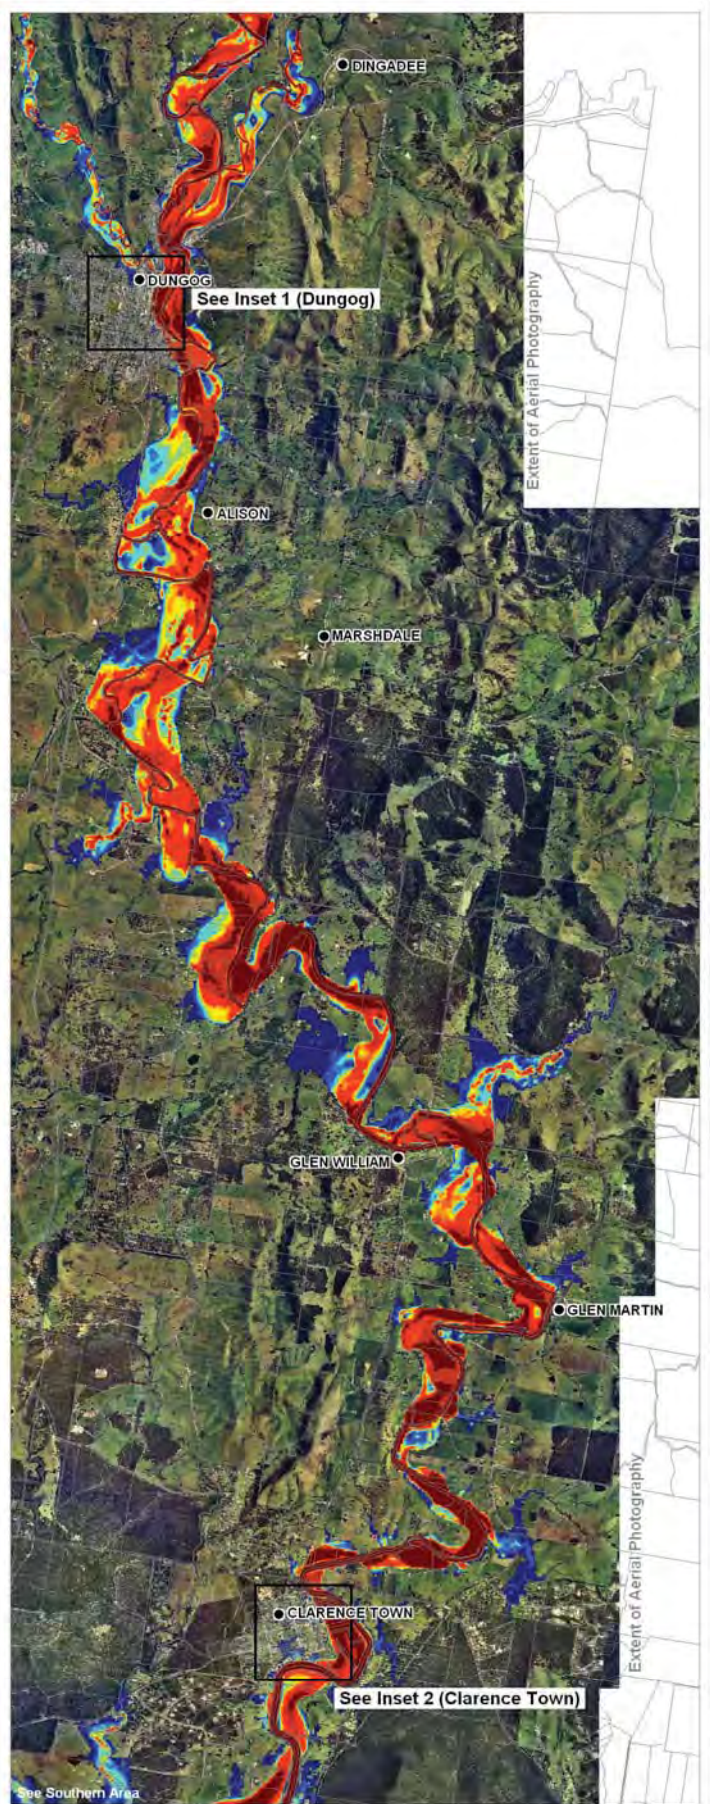 DINGADEE
DUNGOG
See Inset 1 (Dungog)
Extent of Aerial Photography
ALISON
MARSHDALE
GLEN WILLIAM
GLEN MARTIN
Extent of Aerial Photography
CLARENCE TOWN
See Inset 2 (Clarence Town)
See Southern Area